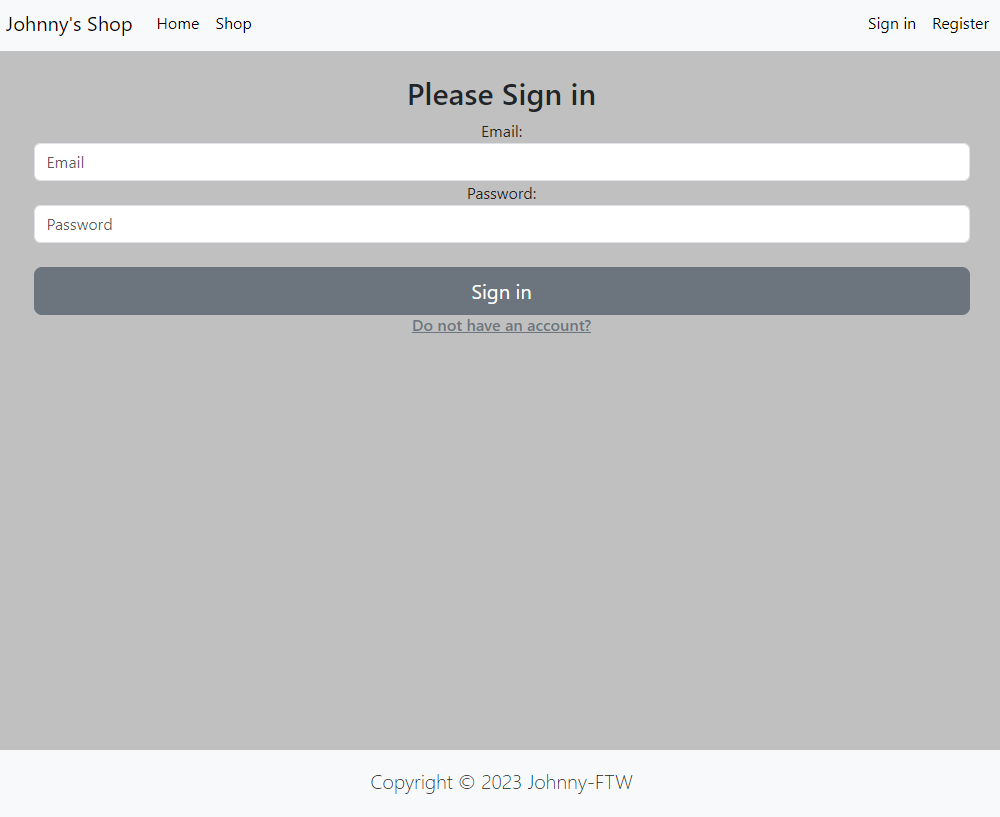 Johnny's Shop Home Shop Sign in Register
Please Sign in
Email:
Email
Password:
Password
Sign in
Do not have an account?
Copyright © 2023 Johnny-FTW